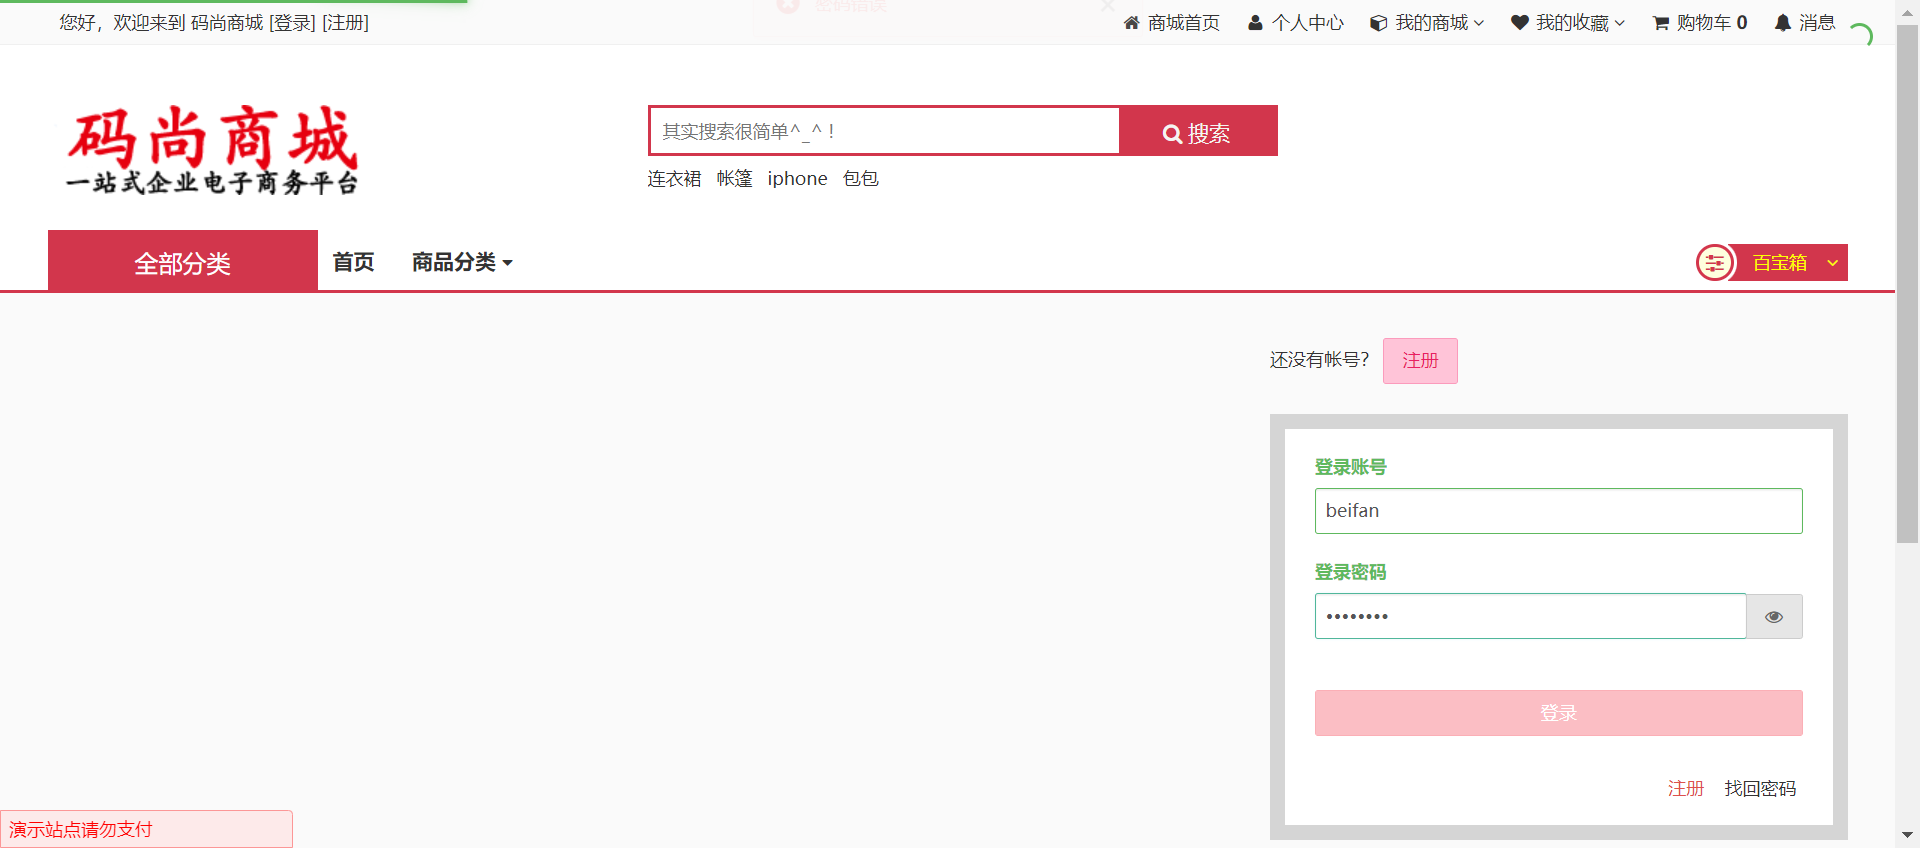 密码错误
您好，欢迎来到 码尚商城 [登录] [注册]
商城首页 个人中心 我的商城 我的收藏 购物车 0 消息
码尚商城
一站式企业电子商务平台
其实搜索很简单^_^ !
搜索
连衣裙 帐篷 iphone 包包
全部分类 首页 商品分类 百宝箱
还没有帐号? 注册
登录账号
beifan
登录密码
••••••••
登录
注册 找回密码
演示站点请勿支付